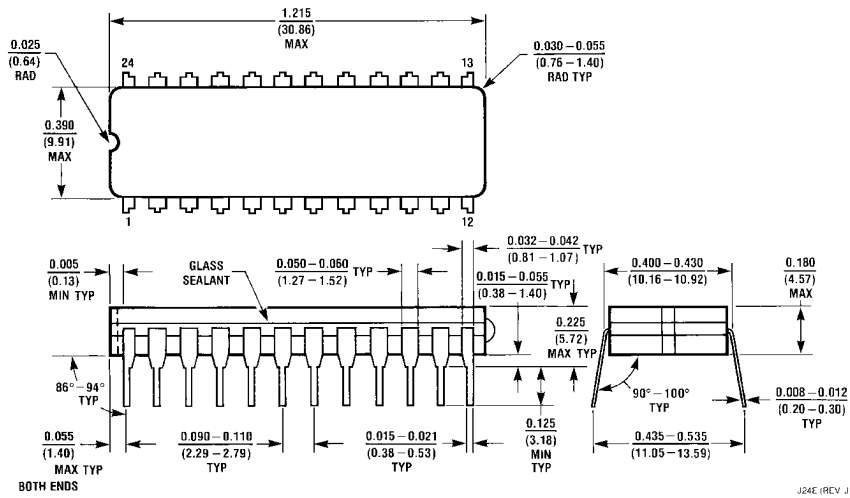 1.215
(30.86)
MAX
0.025
(0.64)
RAD
24
13
0.030–0.055
(0.76–1.40)
RAD TYP
0.390
(9.91)
MAX
1
12
0.005
(0.13)
MIN TYP
GLASS
SEALANT
0.050–0.060
(1.27–1.52)
TYP
0.032–0.042
(0.81–1.07)
TYP
0.015–0.055
(0.38–1.40)
TYP
0.400–0.430
(10.16–10.92)
0.180
(4.57)
MAX
0.225
(5.72)
MAX TYP
86°–94°
TYP
90°–100°
TYP
0.008–0.012
(0.20–0.30)
TYP
0.055
(1.40)
MAX TYP
BOTH ENDS
0.090–0.110
(2.29–2.79)
TYP
0.015–0.021
(0.38–0.53)
TYP
0.125
(3.18)
MIN
TYP
0.435–0.535
(11.05–13.59)
J24E (REV J